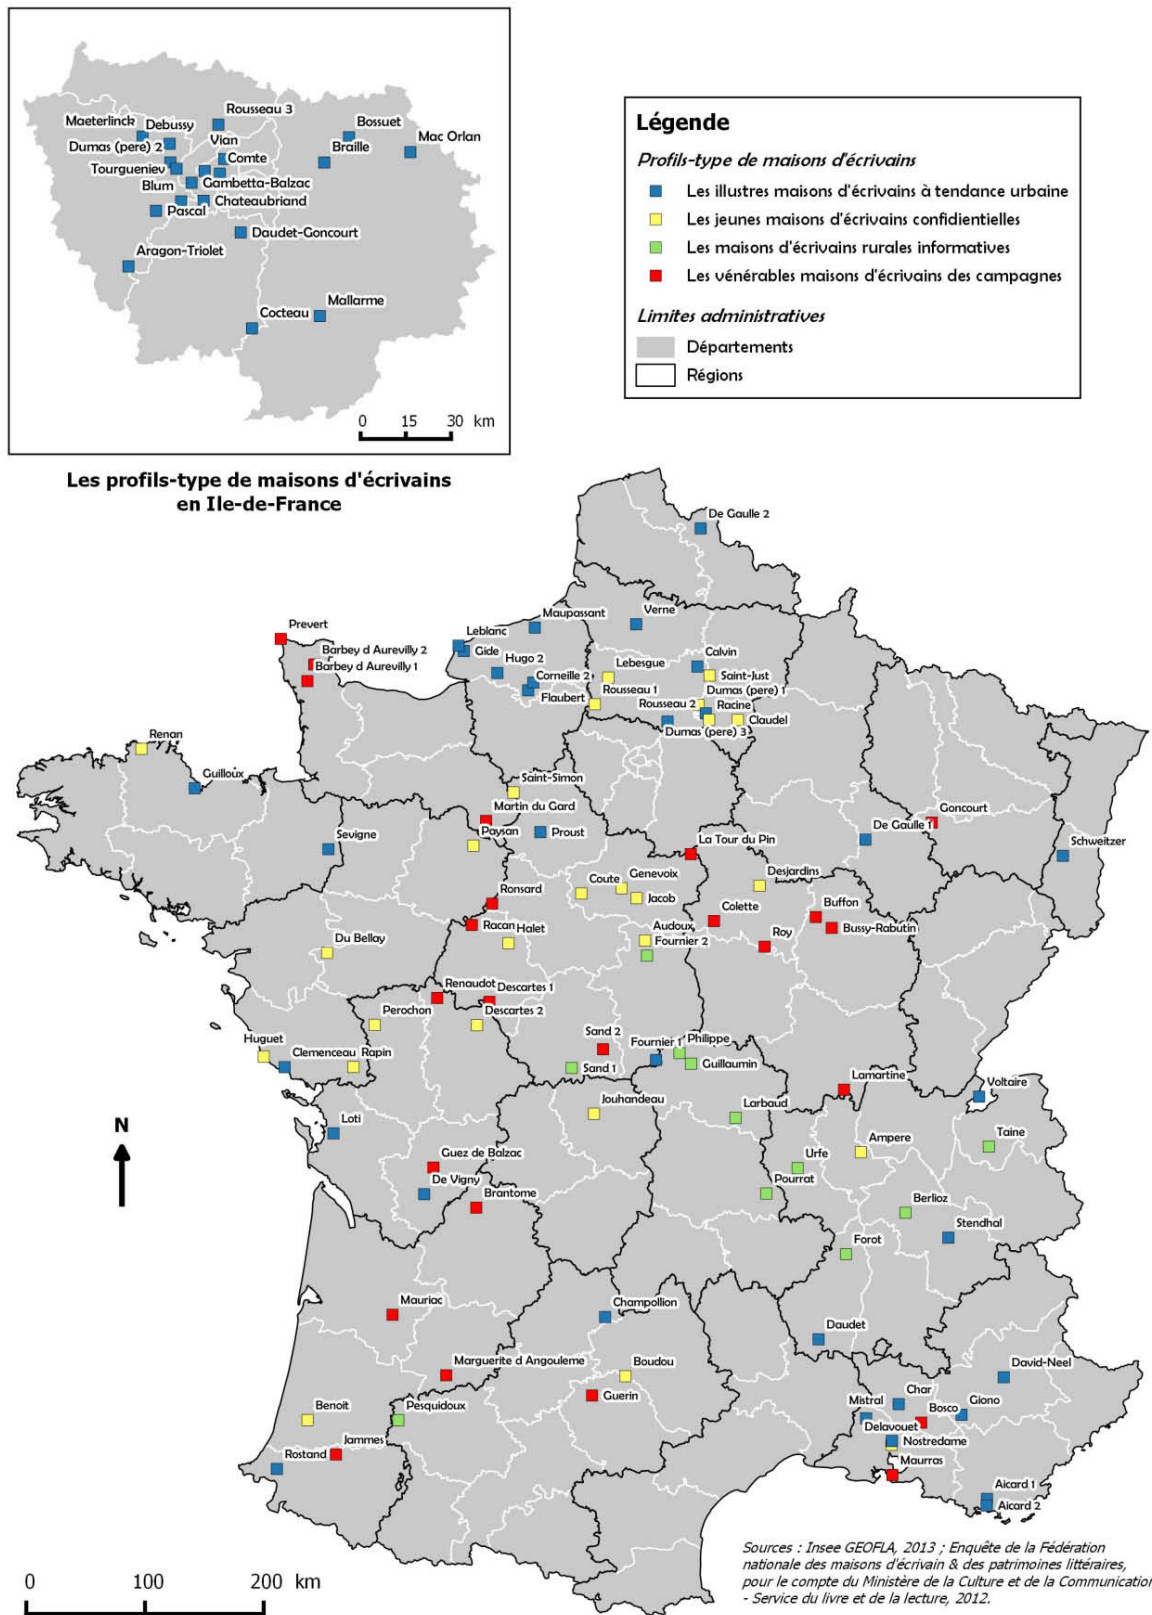 Rousseau 3
Maeterlinck
Debussy
Bossuet
Vian
Mac Orlan
Dumas (pere) 2
Braille
Comte
Tourgueniev
Blum
Gambetta-Balzac
Chateaubriand
Pascal
Daudet-Goncourt
Aragon-Triolet
Mallarme
Cocteau
0 15 30 km
Légende
Profils-type de maisons d'écrivains
Les illustres maisons d'écrivains à tendance urbaine
Les jeunes maisons d'écrivains confidentielles
Les maisons d'écrivains rurales informatives
Les vénérables maisons d'écrivains des campagnes
Limites administratives
Départements
Régions
Les profils-type de maisons d'écrivains
en Ile-de-France
De Gaulle 2
Maupassant
Verne
Prevert
Leblanc
Barbey d Aurevilly 2
Gide
Barbey d Aurevilly 1
Hugo 2
Lebesgue
Calvin
Saint-Just
Corneille 2
Flaubert
Rousseau 1
Dumas (pere) 1
Rousseau 2
Racine
Claudel
Dumas (pere) 3
Renan
Guilloux
Saint-Simon
Martin du Gard
Goncourt
Sevigne
Paysan
Proust
De Gaulle 1
La Tour du Pin
Schweitzer
Coute
Genevoix
Desjardins
Ronsard
Jacob
Colette
Buffon
Racan
Halet
Audoux
Bussy-Rabutin
Du Bellay
Fournier 2
Roy
Renaudot
Descartes 1
Perochon
Descartes 2
Sand 2
Fournier 1
Philippe
Huguet
Clemenceau
Rapin
Sand 1
Guillaumin
Lamartine
Voltaire
Jouhandeau
Larbaud
N
Loti
Ampere
Taine
Guez de Balzac
Urfe
De Vigny
Brantome
Pourrat
Berlioz
Stendhal
Forot
Mauriac
Champollion
Daudet
Marguerite d Angouleme
Boudou
David-Neel
Guerin
Char
Mistral
Bosco
Giono
Benoit
Pesquidoux
Delavouet
Nostredame
Jammes
Rostand
Maurras
Aicard 1
Aicard 2
Sources : Insee GEOFLA, 2013 ; Enquête de la Fédération
nationale des maisons d'écrivain & des patrimoines littéraires,
pour le compte du Ministère de la Culture et de la Communication
- Service du livre et de la lecture, 2012.
0 100 200 km